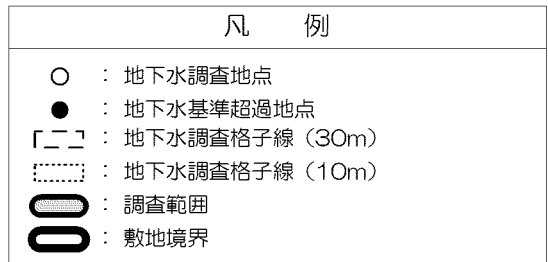 凡 例
○ : 地下水調査地点
● : 地下水基準超過地点
: 地下水調査格子線（30m）
: 地下水調査格子線（10m）
: 調査範囲
: 敷地境界